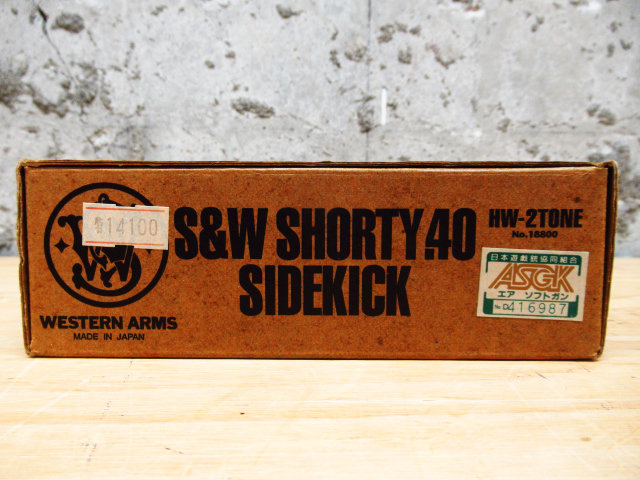 $14100
S&W SHORTY.40
SIDEKICK
HW-2TONE
No.18800
WESTERN ARMS
MADE IN JAPAN
日本遊戯銃協同組合
ASGK
エア ソフトガン
No.D 416987